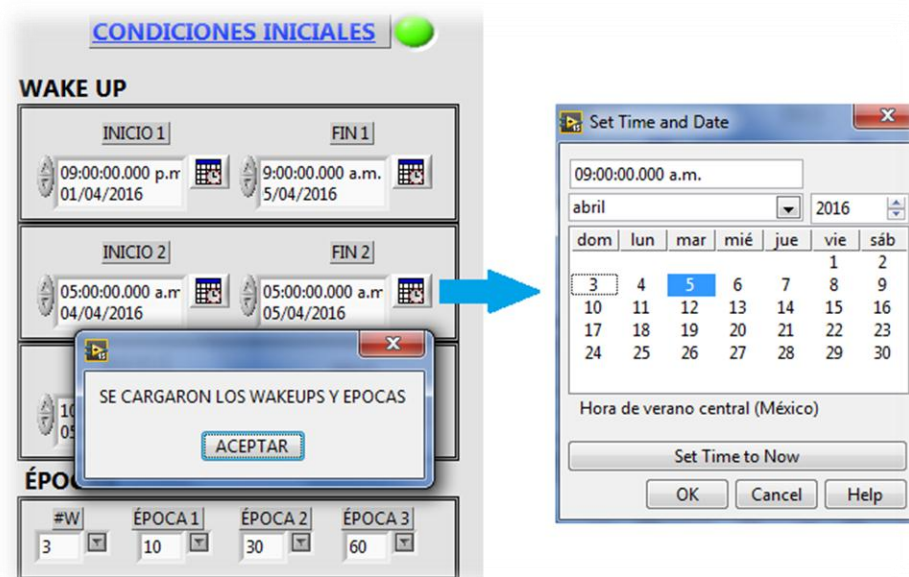 CONDICIONES INICIALES
WAKE UP
INICIO 1 FIN 1
09:00:00.000 p.m 9:00:00.000 a.m.
01/04/2016 5/04/2016
INICIO 2 FIN 2
05:00:00.000 a.m 05:00:00.000 a.m
04/04/2016 05/04/2016
SE CARGARON LOS WAKEUPS Y EPOCAS
ACEPTAR
#W ÉPOCA 1 ÉPOCA 2 ÉPOCA 3
3 10 30 60
Set Time and Date
09:00:00.000 a.m.
abril 2016
dom lun mar mié jue vie sáb
1 2
3 4 5 6 7 8 9
10 11 12 13 14 15 16
17 18 19 20 21 22 23
24 25 26 27 28 29 30
Hora de verano central (México)
Set Time to Now
OK Cancel Help